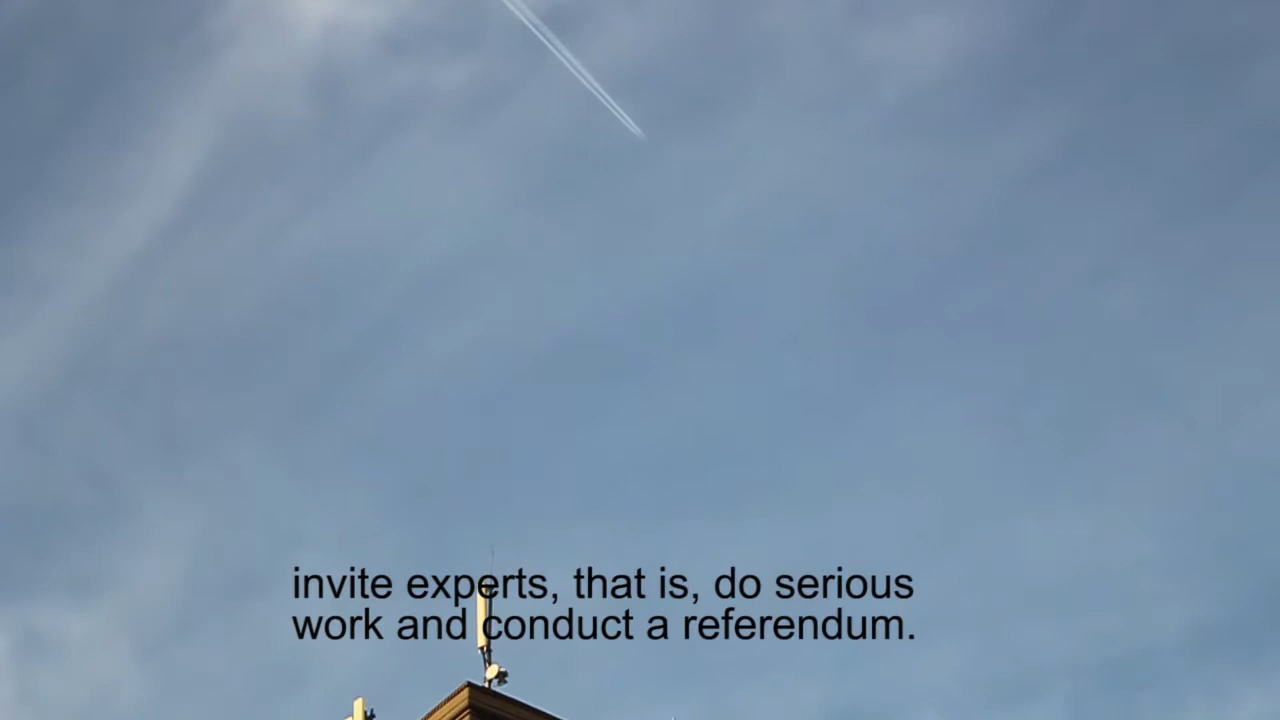 invite experts, that is, do serious
work and conduct a referendum.